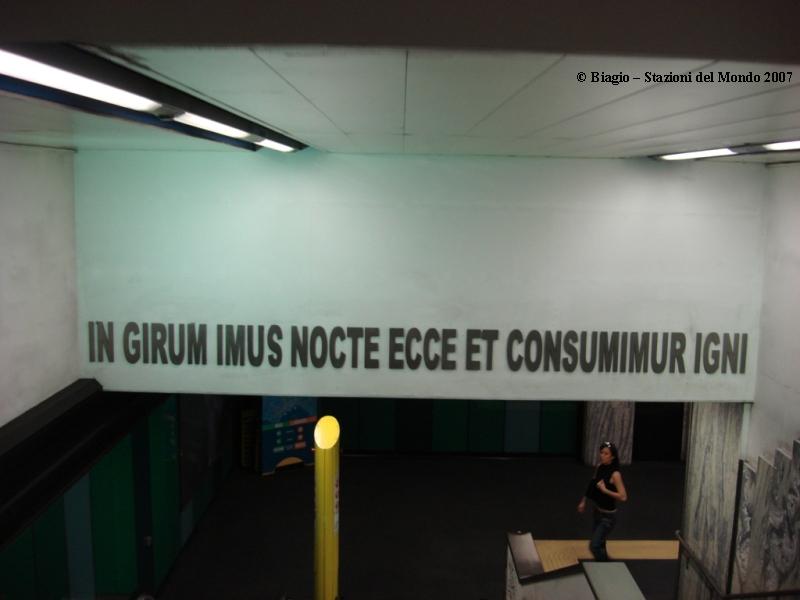 © Biagio – Stazioni del Mondo 2007
IN GIRUM IMUS NOCTE ECCE ET CONSUMIMUR IGNI